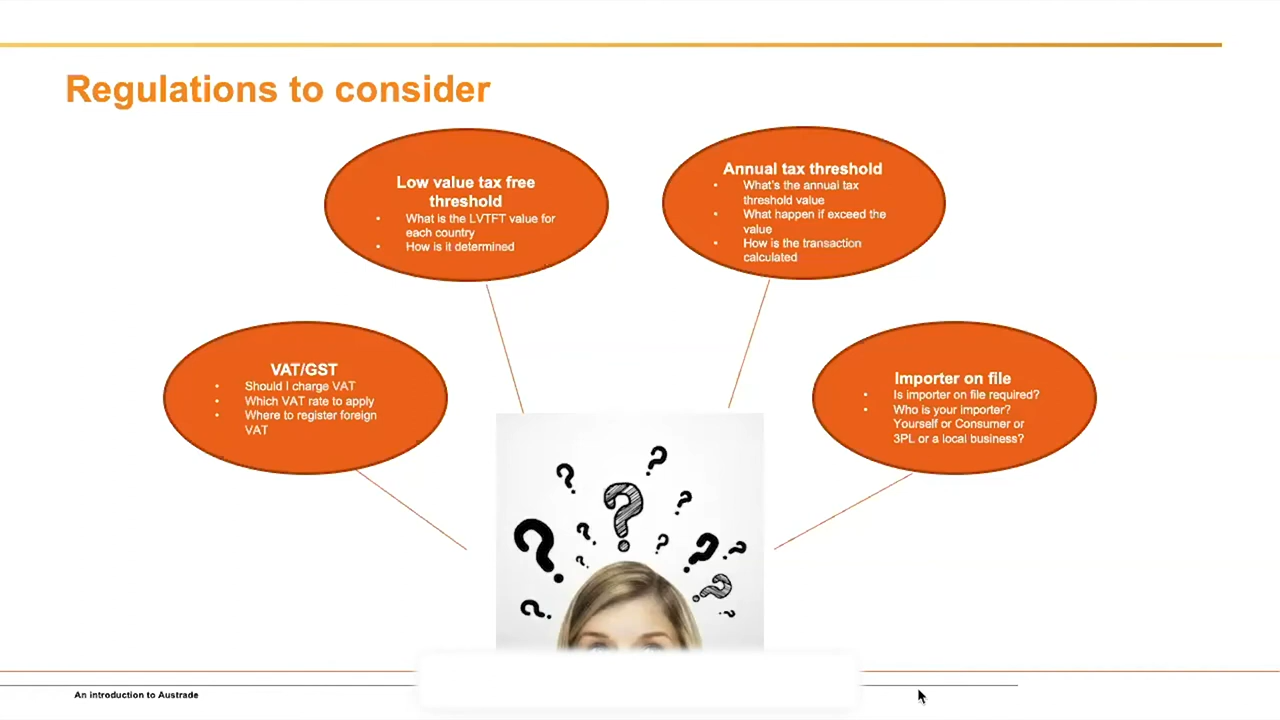 Regulations to consider
Low value tax free
threshold
• What is the LVTFT value for
each country
• How is it determined
Annual tax threshold
• What's the annual tax
threshold value
• What happen if exceed the
value
• How is the transaction
calculated
VAT/GST
• Should I charge VAT
• Which VAT rate to apply
• Where to register foreign
VAT
Importer on file
• Is importer on file required?
• Who is your importer?
Yourself or Consumer or
3PL or a local business?
An introduction to Austrade